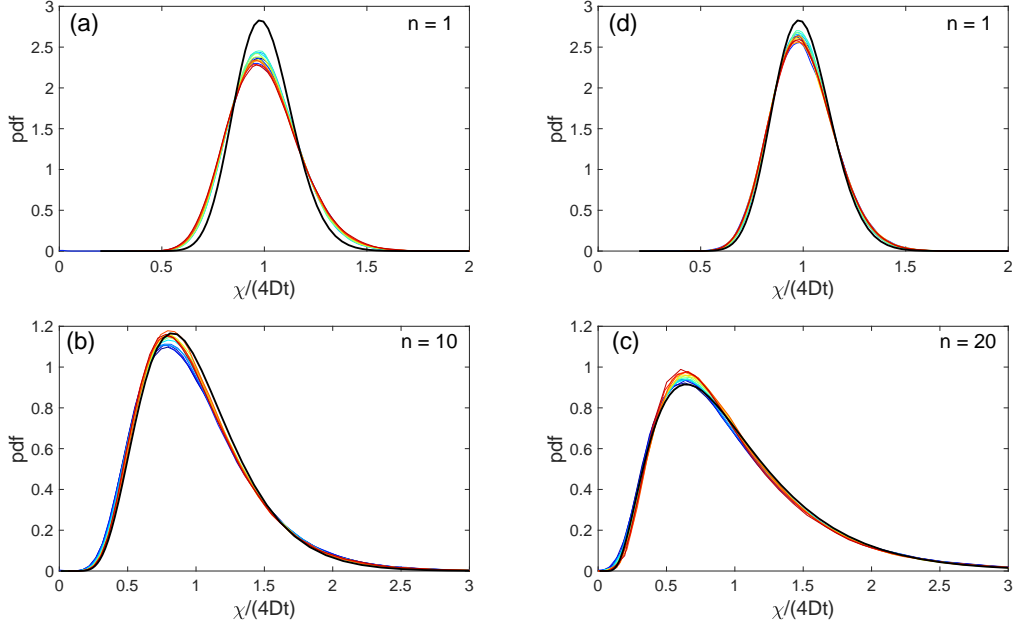 (a)
n = 1
3
2.5
2
1.5
1
0.5
0
pdf
0 0.5 1 1.5 2
χ/(4Dt)
(d)
n = 1
3
2.5
2
1.5
1
0.5
0
pdf
0 0.5 1 1.5 2
χ/(4Dt)
(b)
n = 10
1.2
1
0.8
0.6
0.4
0.2
0
pdf
0 0.5 1 1.5 2 2.5 3
χ/(4Dt)
(c)
n = 20
1.2
1
0.8
0.6
0.4
0.2
0
pdf
0 0.5 1 1.5 2 2.5 3
χ/(4Dt)